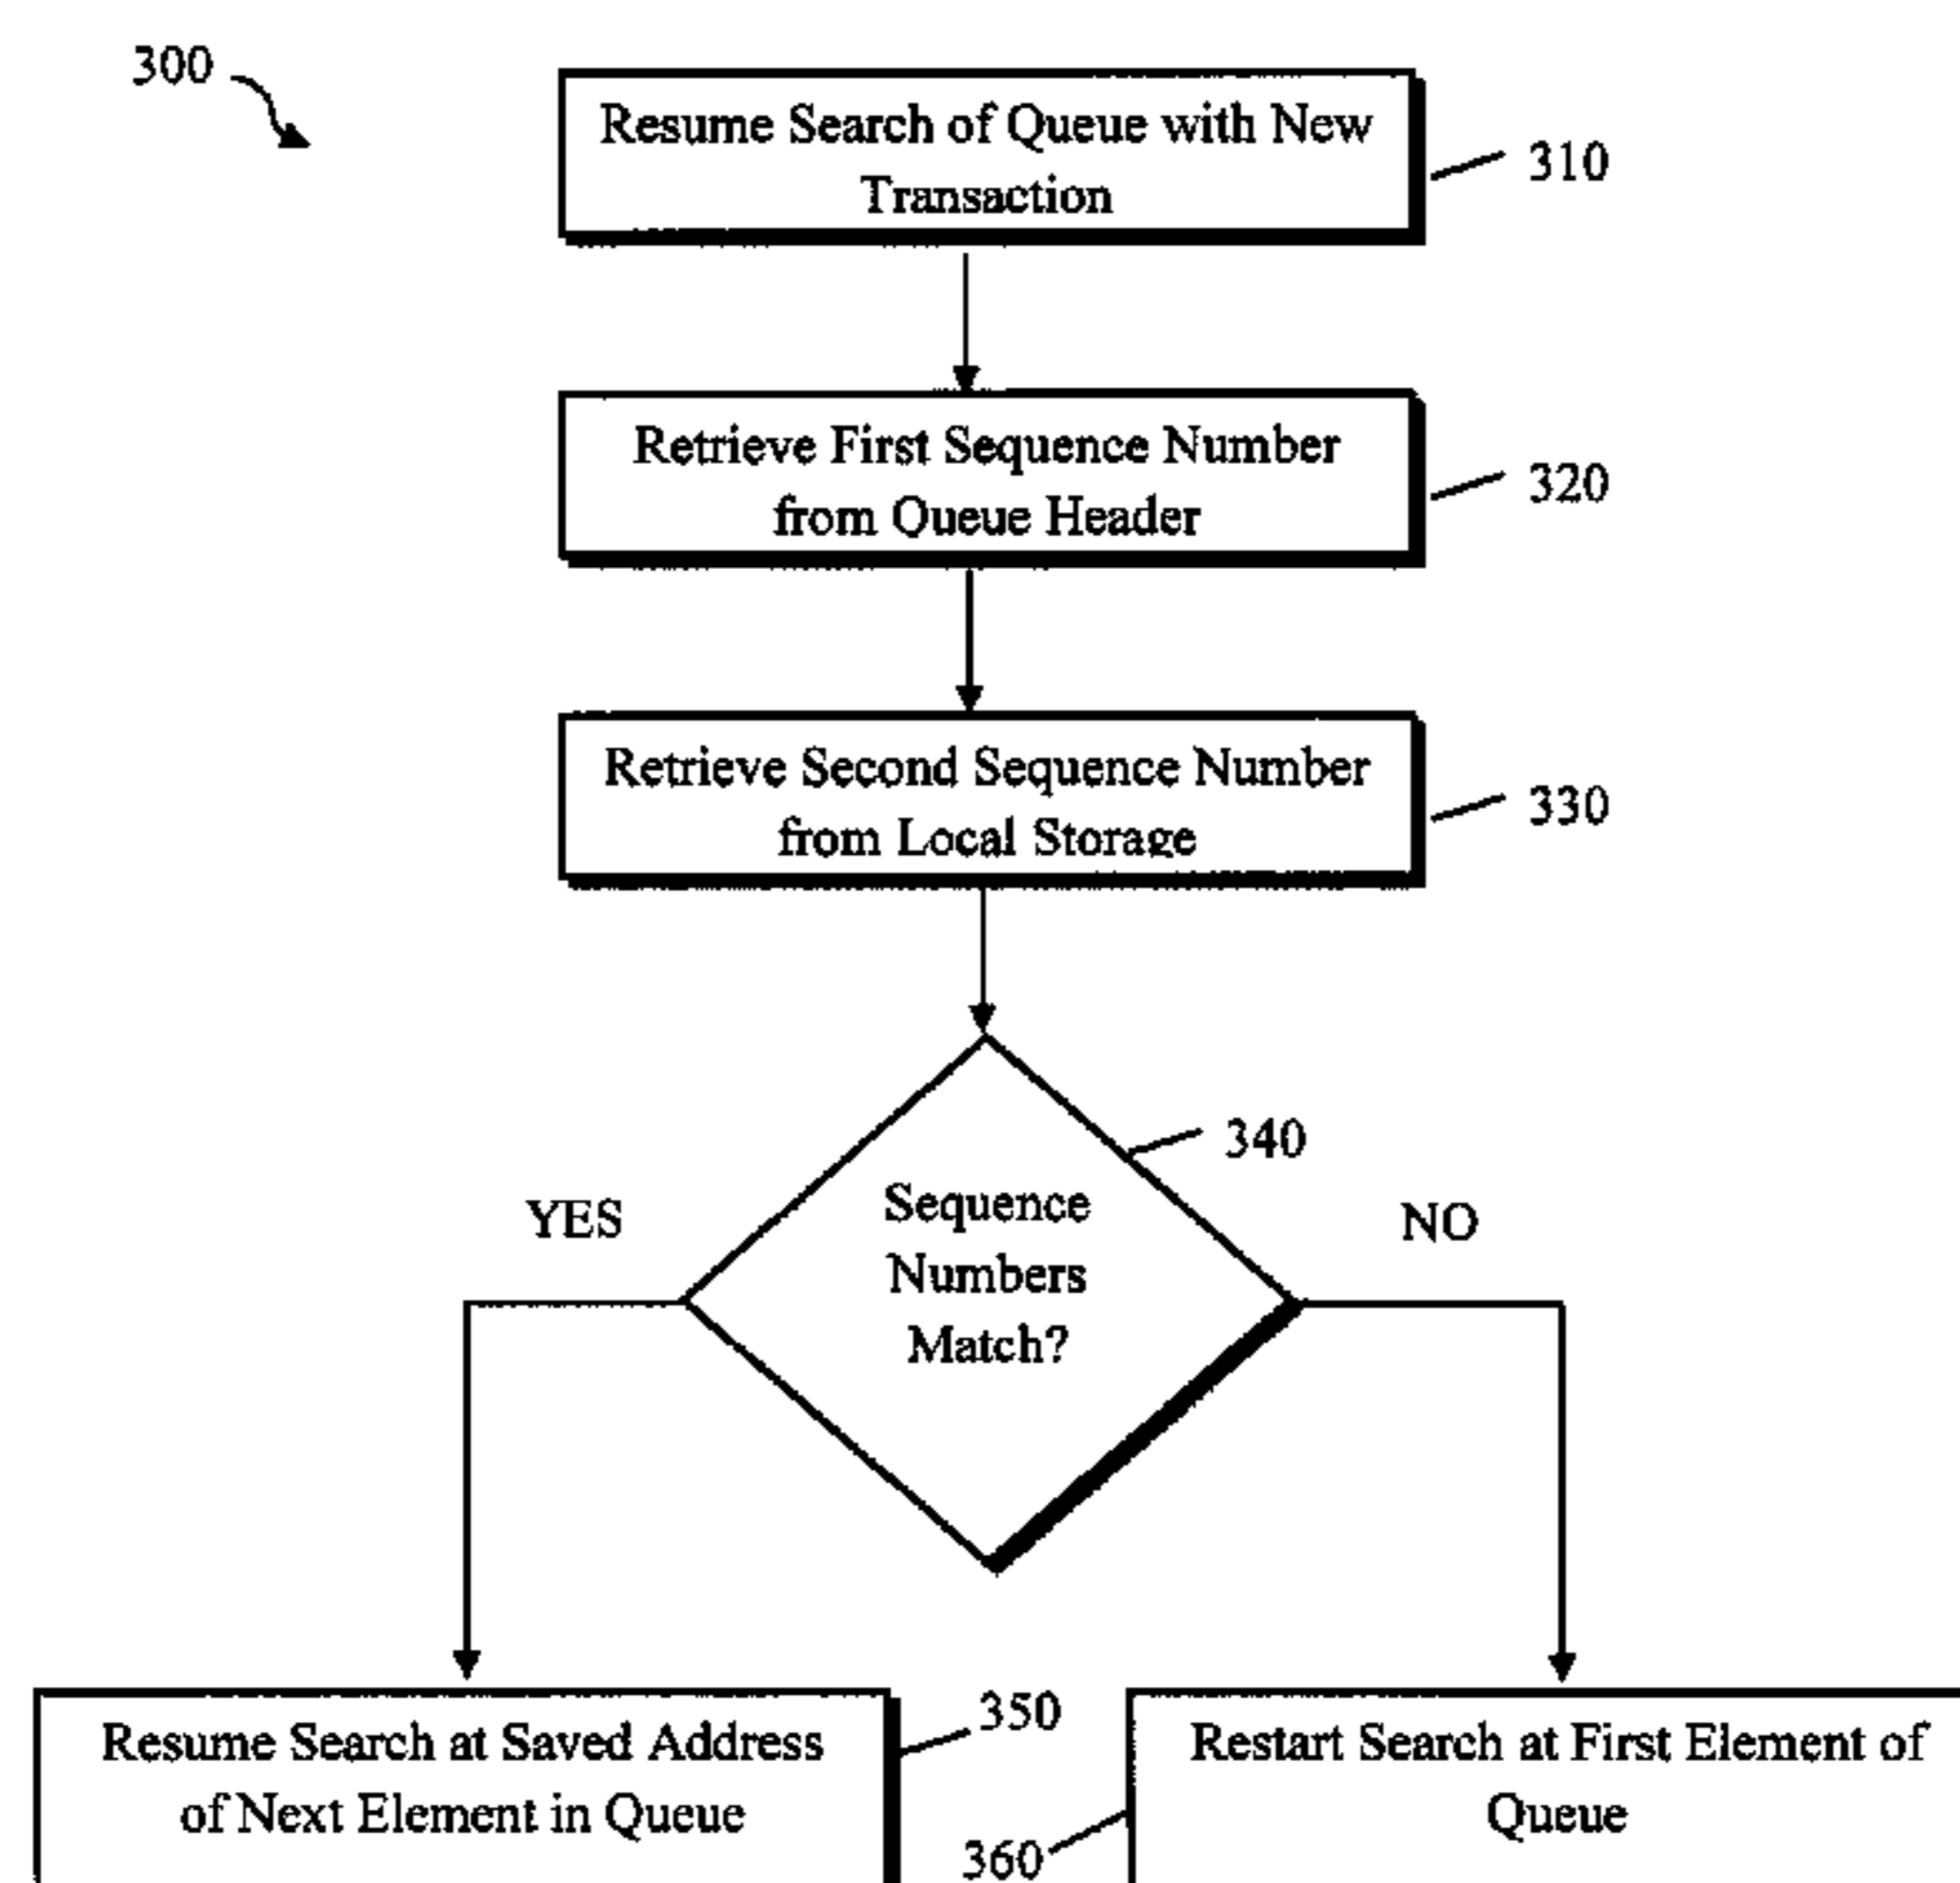 300
Resume Search of Queue with New
Transaction
310
Retrieve First Sequence Number
from Queue Header
320
Retrieve Second Sequence Number
from Local Storage
330
340
Sequence
Numbers
Match?
YES
NO
Resume Search at Saved Address
of Next Element in Queue
350
Restart Search at First Element of
Queue
360